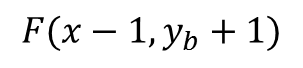 F(x − 1, y_b + 1)